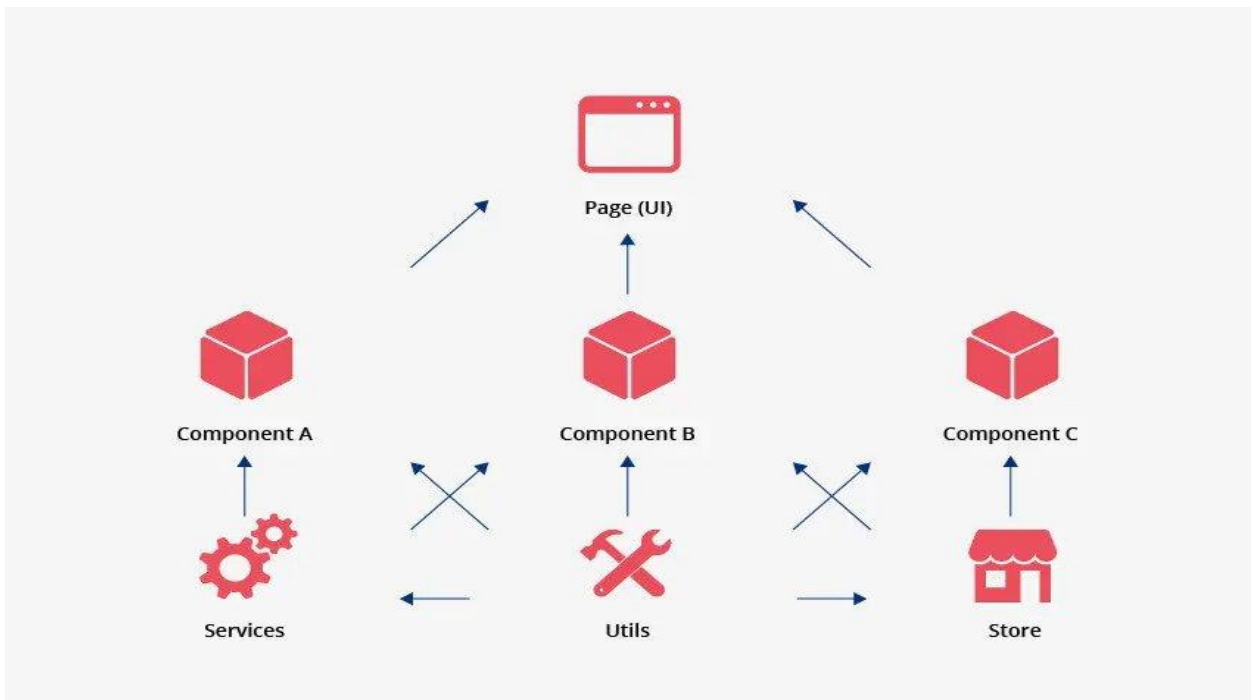 Page (UI)
Component A
Component B
Component C
Services
Utils
Store